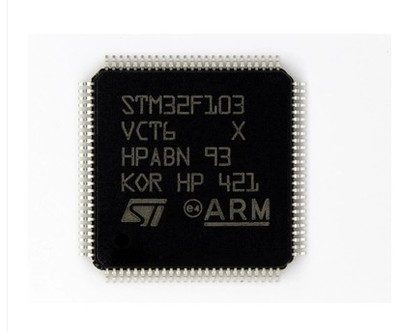 STM32F103
VCT6 X
HPABN 93
KOR HP 421
ST e4 ARM